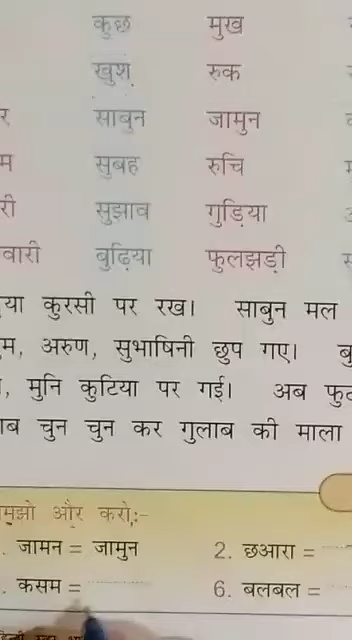 कुछ मुख
खुश रुक
साबुन जामुन
सुबह रुचि
सुझाव गुड़िया
बुढ़िया फुलझड़ी
कुरसी पर रख। साबुन मल
अरुण, सुभाषिनी छुप गए।
मुनि कुटिया पर गई। अब
चुन चुन कर गुलाब की माला
और करो:-
जामन = जामुन 2. छआरा =
कसम = 6. बलबल =